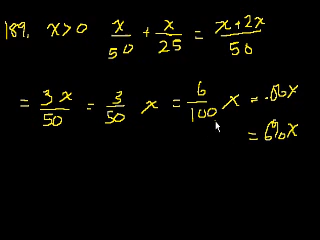 189. x>0 x/50 + x/25 = x+2x/50
= 3x/50 = 3/50 x = 6/100 x = .06x
= 6% x